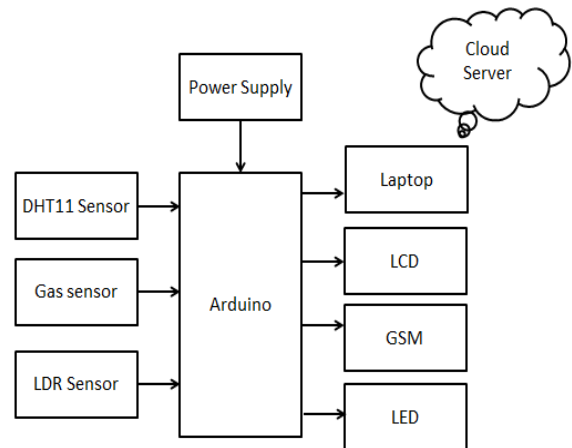 Cloud
Server
Power Supply
Laptop
DHT11 Sensor
LCD
Gas sensor
Arduino
GSM
LDR Sensor
LED